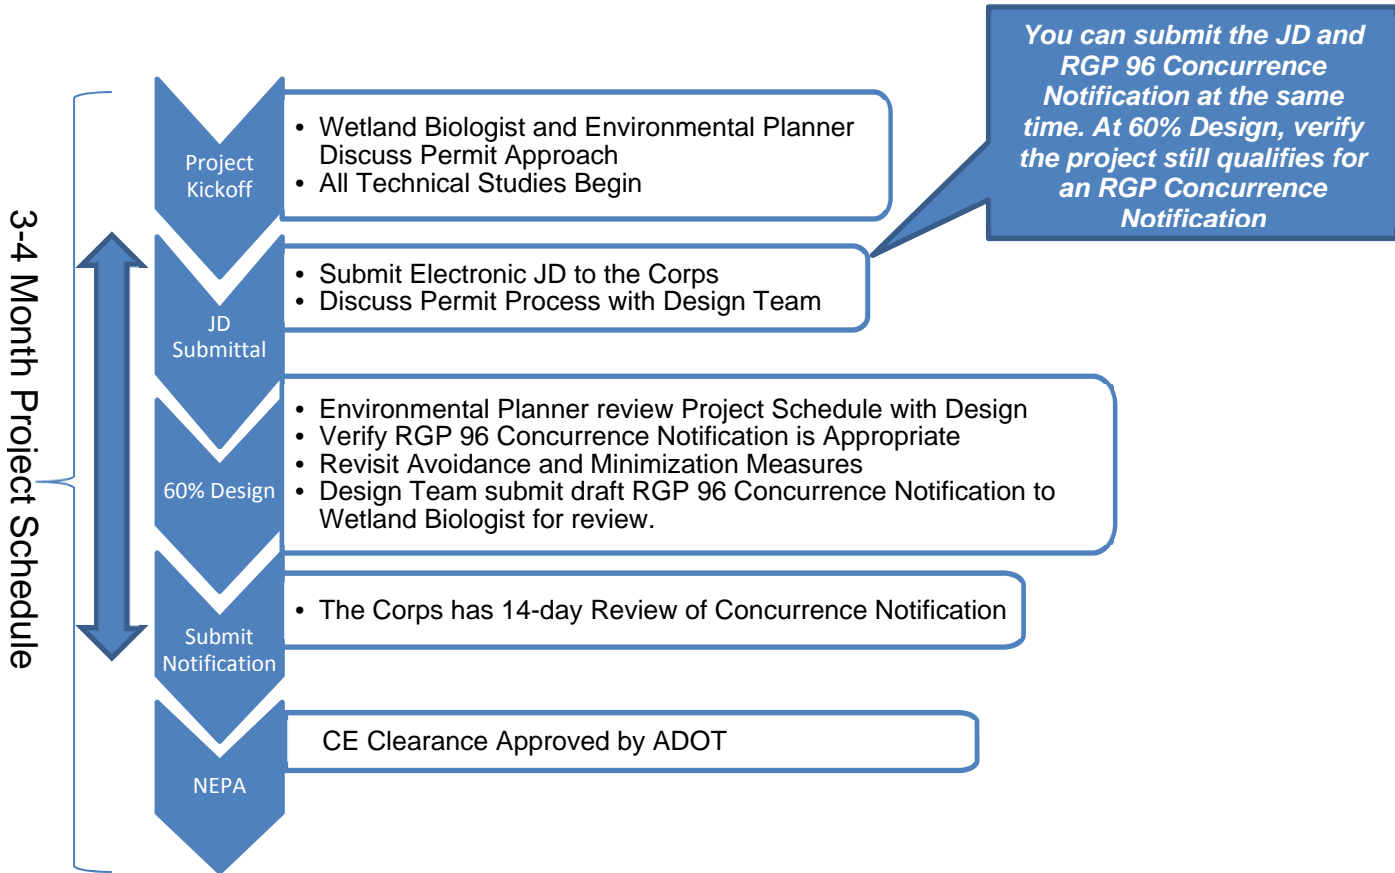 3-4 Month Project Schedule
You can submit the JD and
RGP 96 Concurrence
Notification at the same
time. At 60% Design, verify
the project still qualifies for
an RGP Concurrence
Notification
Project
Kickoff
• Wetland Biologist and Environmental Planner
Discuss Permit Approach
• All Technical Studies Begin
JD
Submittal
• Submit Electronic JD to the Corps
• Discuss Permit Process with Design Team
60% Design
• Environmental Planner review Project Schedule with Design
• Verify RGP 96 Concurrence Notification is Appropriate
• Revisit Avoidance and Minimization Measures
• Design Team submit draft RGP 96 Concurrence Notification to
Wetland Biologist for review.
Submit
Notification
• The Corps has 14-day Review of Concurrence Notification
NEPA
CE Clearance Approved by ADOT